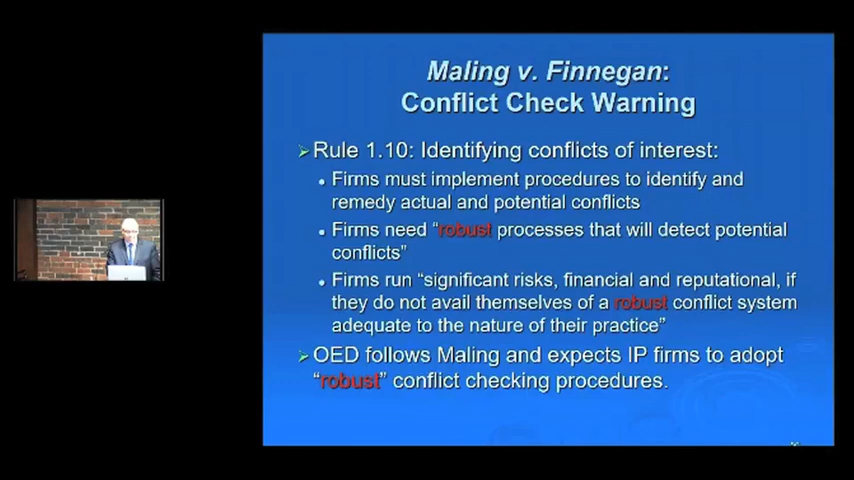 Maling v. Finnegan:
Conflict Check Warning
Rule 1.10: Identifying conflicts of interest:
Firms must implement procedures to identify and
remedy actual and potential conflicts
Firms need “robust processes that will detect potential
conflicts”
Firms run “significant risks, financial and reputational, if
they do not avail themselves of a robust conflict system
adequate to the nature of their practice”
OED follows Maling and expects IP firms to adopt
“robust” conflict checking procedures.